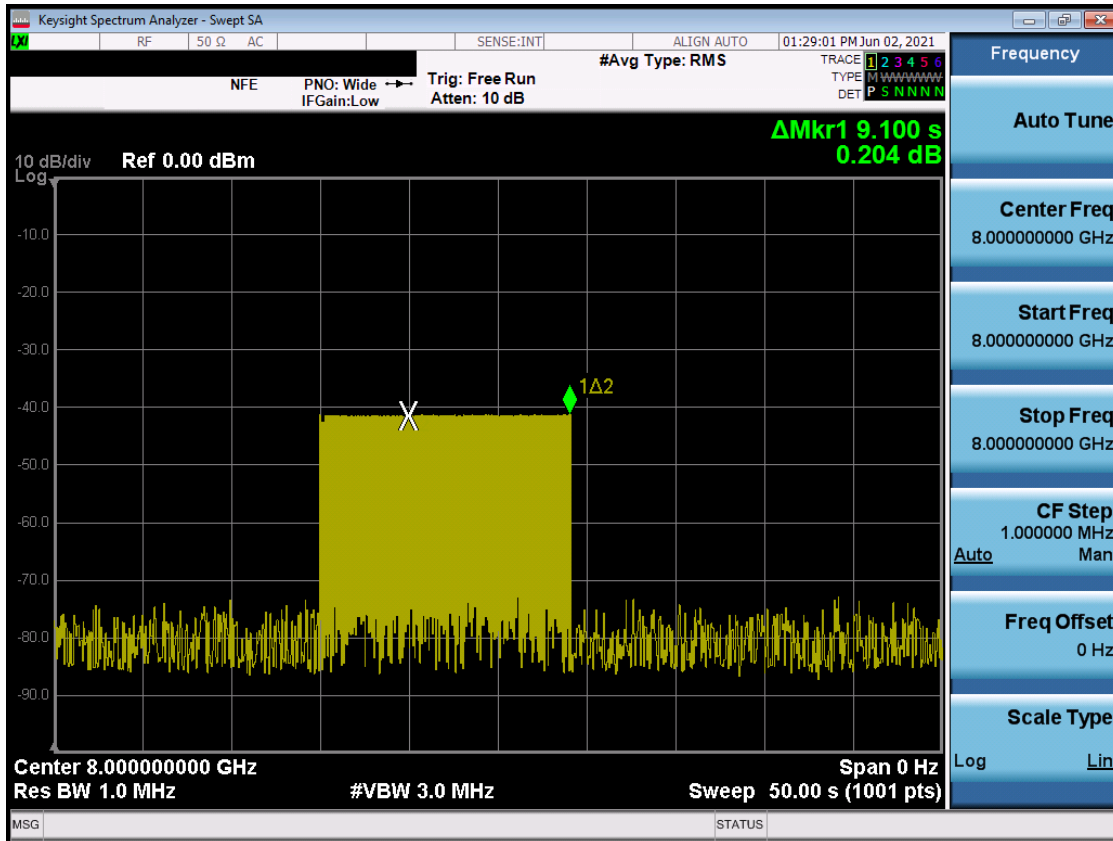 Keysight Spectrum Analyzer - Swept SA
LXI RF 50 Ω AC SENSE:INT ALIGN AUTO 01:29:01 PM Jun 02, 2021
Frequency
#Avg Type: RMS
TRACE 1 2 3 4 5 6
TYPE M WWWWW
DET P S N N N N
NFE
PNO: Wide
IFGain:Low
Trig: Free Run
Atten: 10 dB
ΔMkr1 9.100 s
0.204 dB
10 dB/div Ref 0.00 dBm
Log
-10.0
-20.0
-30.0
-40.0
-50.0
-60.0
-70.0
-80.0
-90.0
1Δ2
X
Center 8.000000000 GHz
Span 0 Hz
Res BW 1.0 MHz
#VBW 3.0 MHz
Sweep 50.00 s (1001 pts)
MSG
STATUS
Auto Tune
Center Freq
8.000000000 GHz
Start Freq
8.000000000 GHz
Stop Freq
8.000000000 GHz
CF Step
1.000000 MHz
Auto Man
Freq Offset
0 Hz
Scale Type
Log Lin